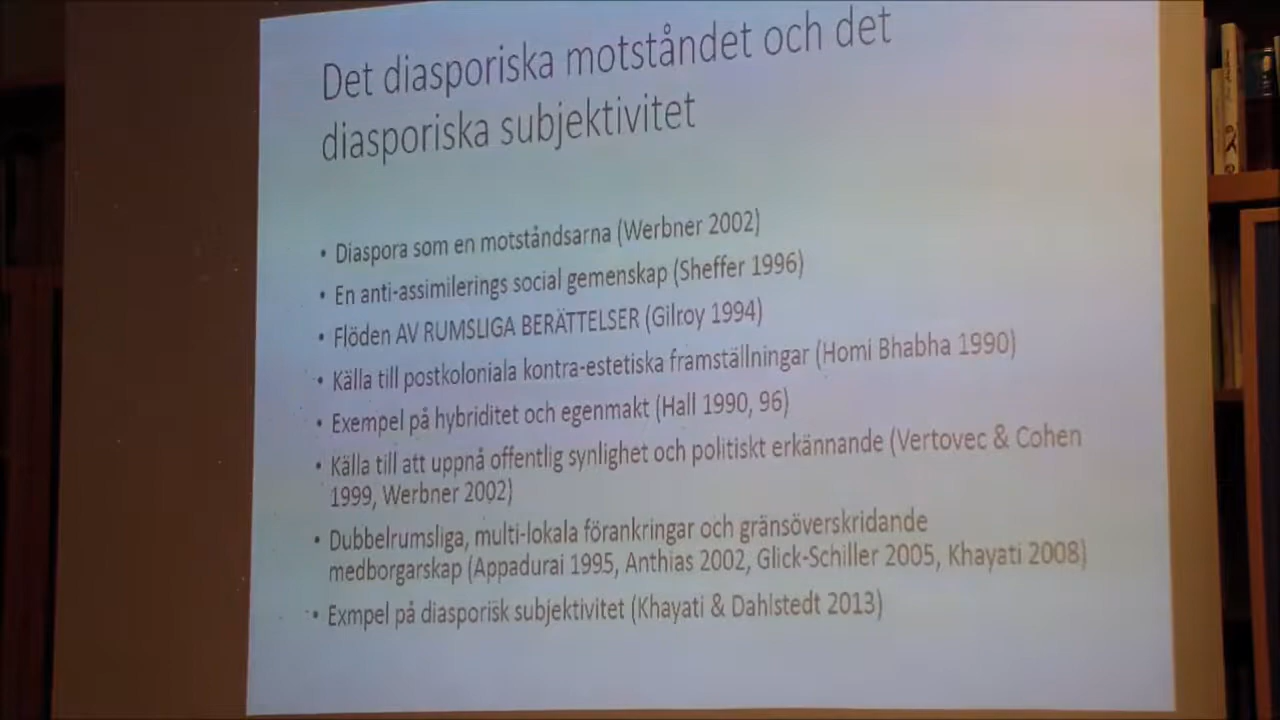 Det diasporiska motståndet och det
diasporiska subjektivitet
• Diaspora som en motståndsarna (Werbner 2002)
• En anti-assimilerings social gemenskap (Sheffer 1996)
• Flöden AV RUMSLIGA BERÄTTELSER (Gilroy 1994)
• Källa till postkoloniala kontra-estetiska framställningar (Homi Bhabha 1990)
• Exempel på hybriditet och egenmakt (Hall 1990, 96)
• Källa till att uppnå offentlig synlighet och politiskt erkännande (Vertovec & Cohen
1999, Werbner 2002)
• Dubbelrumsliga, multi-lokala förankringar och gränsöverskridande
medborgarskap (Appadurai 1995, Anthias 2002, Glick-Schiller 2005, Khayati 2008)
• Exmpel på diasporisk subjektivitet (Khayati & Dahlstedt 2013)